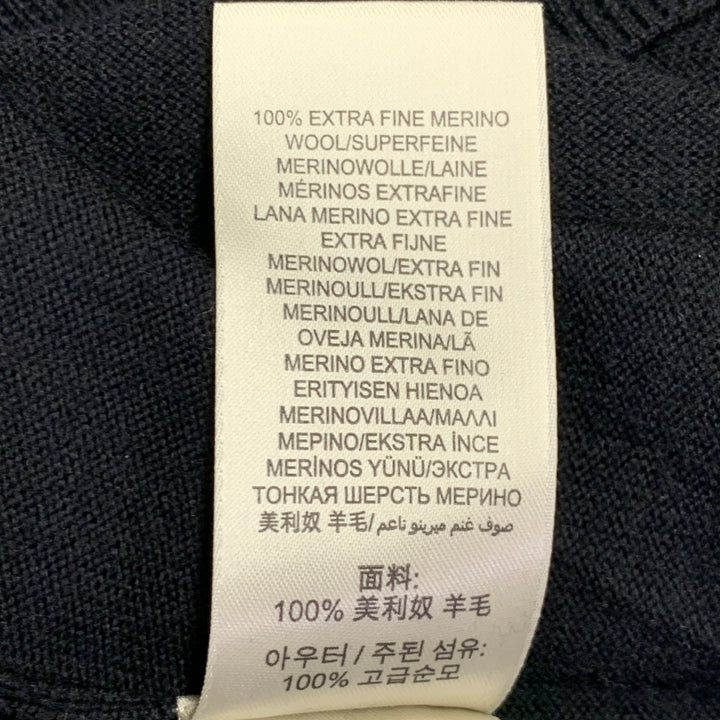 100% EXTRA FINE MERINO
WOOL/SUPERFEINE
MERINOWOLLE/LAINE
MÉRINOS EXTRAFINE
LANA MERINO EXTRA FINE
EXTRA FIJNE
MERINOWOL/EXTRA FIN
MERINOULL/EKSTRA FIN
MERINOULL/LANA DE
OVEJA MERINA/LÃ
MERINO EXTRA FINO
ERITYISEN HIENOA
MERINOVILLAA/ΜΑΛΛΙ
ΜΕΡΙΝΟ/EKSTRA İNCE
MERİNOS YÜNÜ/ЭКСТРА
ТОНКАЯ ШЕРСТЬ МЕРИНО
美利奴 羊毛/صوف غنم ميرينو ناعم
面料:
100% 美利奴 羊毛
아우터 / 주된 섬유:
100% 고급순모